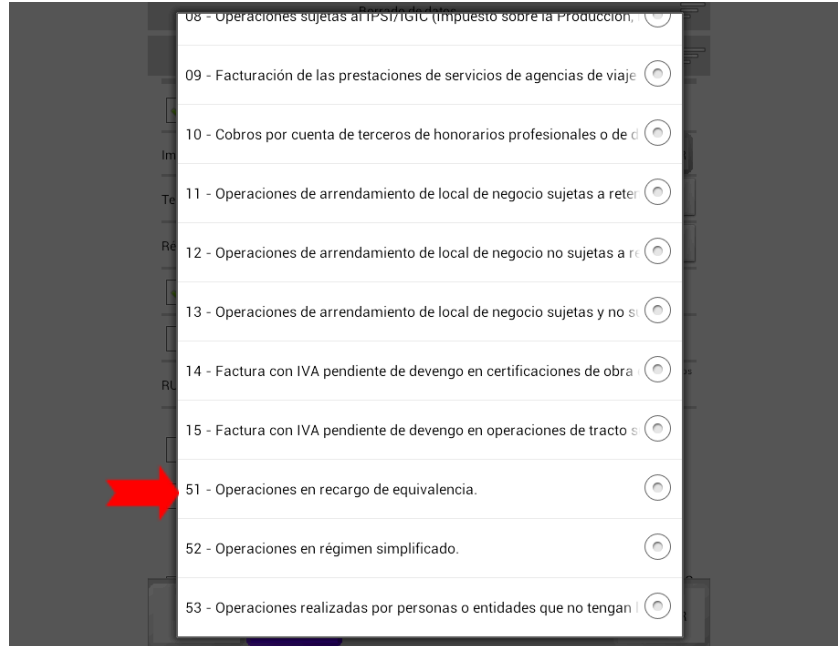 Borrado de datos
08 - Operaciones sujetas al IPSI/IGIC (Impuesto sobre la Producción,
09 - Facturación de las prestaciones de servicios de agencias de viaje
10 - Cobros por cuenta de terceros de honorarios profesionales o de d
Im
11 - Operaciones de arrendamiento de local de negocio sujetas a reten
Te
12 - Operaciones de arrendamiento de local de negocio no sujetas a re
Ré
13 - Operaciones de arrendamiento de local de negocio sujetas y no su
14 - Factura con IVA pendiente de devengo en certificaciones de obra
15 - Factura con IVA pendiente de devengo en operaciones de tracto s
51 - Operaciones en recargo de equivalencia.
52 - Operaciones en régimen simplificado.
53 - Operaciones realizadas por personas o entidades que no tengan